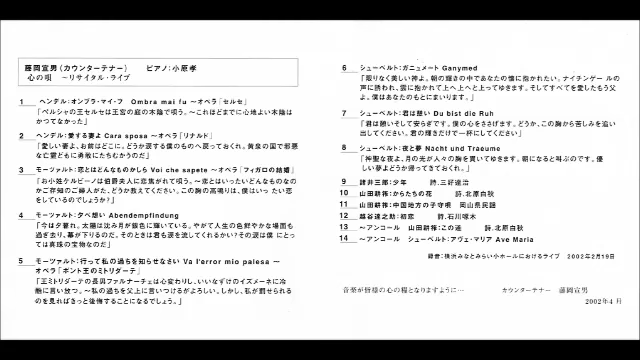 藤岡宣男(カウンターテナー) ピアノ:小原孝
心の唄 ~リサイタル・ライブ
1 ヘンデル:オンブラ・マイ・フ Ombra mai fu ~オペラ「セルセ」
「ペルシャの王セルセは王宮の庭の木陰で唄う。~これほどまでに心地よい木陰は
かつてなかった」
2 ヘンデル:愛する妻よ Cara sposa ~オペラ「リナルド」
「愛しい妻よ、お前はどこに。どうか涙する僕のものへ戻っておくれ。黄泉の国で邪悪
な亡霊どもに勇敢にたちむかうのだ」
3 モーツァルト:恋とはどんなものかしら Voi che sapete ~オペラ「フィガロの結婚」
「お小姓ケルビーノは伯爵夫人に恋焦がれて唄う。~恋とはいったいどんなものなの
かご存知のご婦人がた、どうか教えてください。この胸の高鳴りは、僕はいったい恋
をしているのでしょうか?」
4 モーツァルト:夕べの想い Abendempfindung
「今は夕暮れ。太陽は沈み月が銀色に輝いている。やがて人生の色鮮やかな場面も
過ぎ去り、幕が下りるのだ。そのときは君も涙を流してくれるかい?その涙は僕にとっ
ては真珠の宝物なのだ」
5 モーツァルト:行って私の過ちを知らせなさい Va l'error mio palesa ~
オペラ「ポント王のミトリダーテ」
「王ミトリダーテの長男ファルナーチェは心変わりし、いいなずけのイズメーネに冷
酷に言い放つ。~私の過ちを父上に言いつけるがよろしい。しかし、私が罰せられる
のを見ればきっと後悔することになるでしょう。」
6 シューベルト:ガニュメート Ganymed
「限りなく美しい神よ。朝の輝きの中であなたの懐に抱かれたい。ナイチンゲールの
声に誘われ、雲に抱かれて上へ上へと上ってゆきます。そしてすべてを愛したもう父
よ。僕はあなたのもとにまいります。」
7 シューベルト:君は憩い Du bist die Ruh
「君は憩いそして安らぎです。僕の心をささげます。どうか、この胸から苦しみを追い
出してください。君の輝きだけで一杯にしてください」
8 シューベルト:夜と夢 Nacht und Traeume
「神聖な夜よ、月の光が人々の胸を貫いてゆきます。朝になると叫ぶのです。優
しい夢よどうか帰ってきておくれ。」
9 諸井三郎:少年 詩.三好達治
10 山田耕筰:からたちの花 詩.北原白秋
11 山田耕筰:中国地方の子守唄 岡山県民謡
12 越谷達之助:初恋 詩.石川啄木
13 ~アンコール 山田耕筰:この道 詩.北原白秋
14 ~アンコール シューベルト:アヴェ・マリア Ave Maria
録音:横浜みなとみらい小ホールにおけるライブ 2002年2月19日
音楽が皆様の心の糧となりますように… カウンターテナー 藤岡宣男
2002年4月